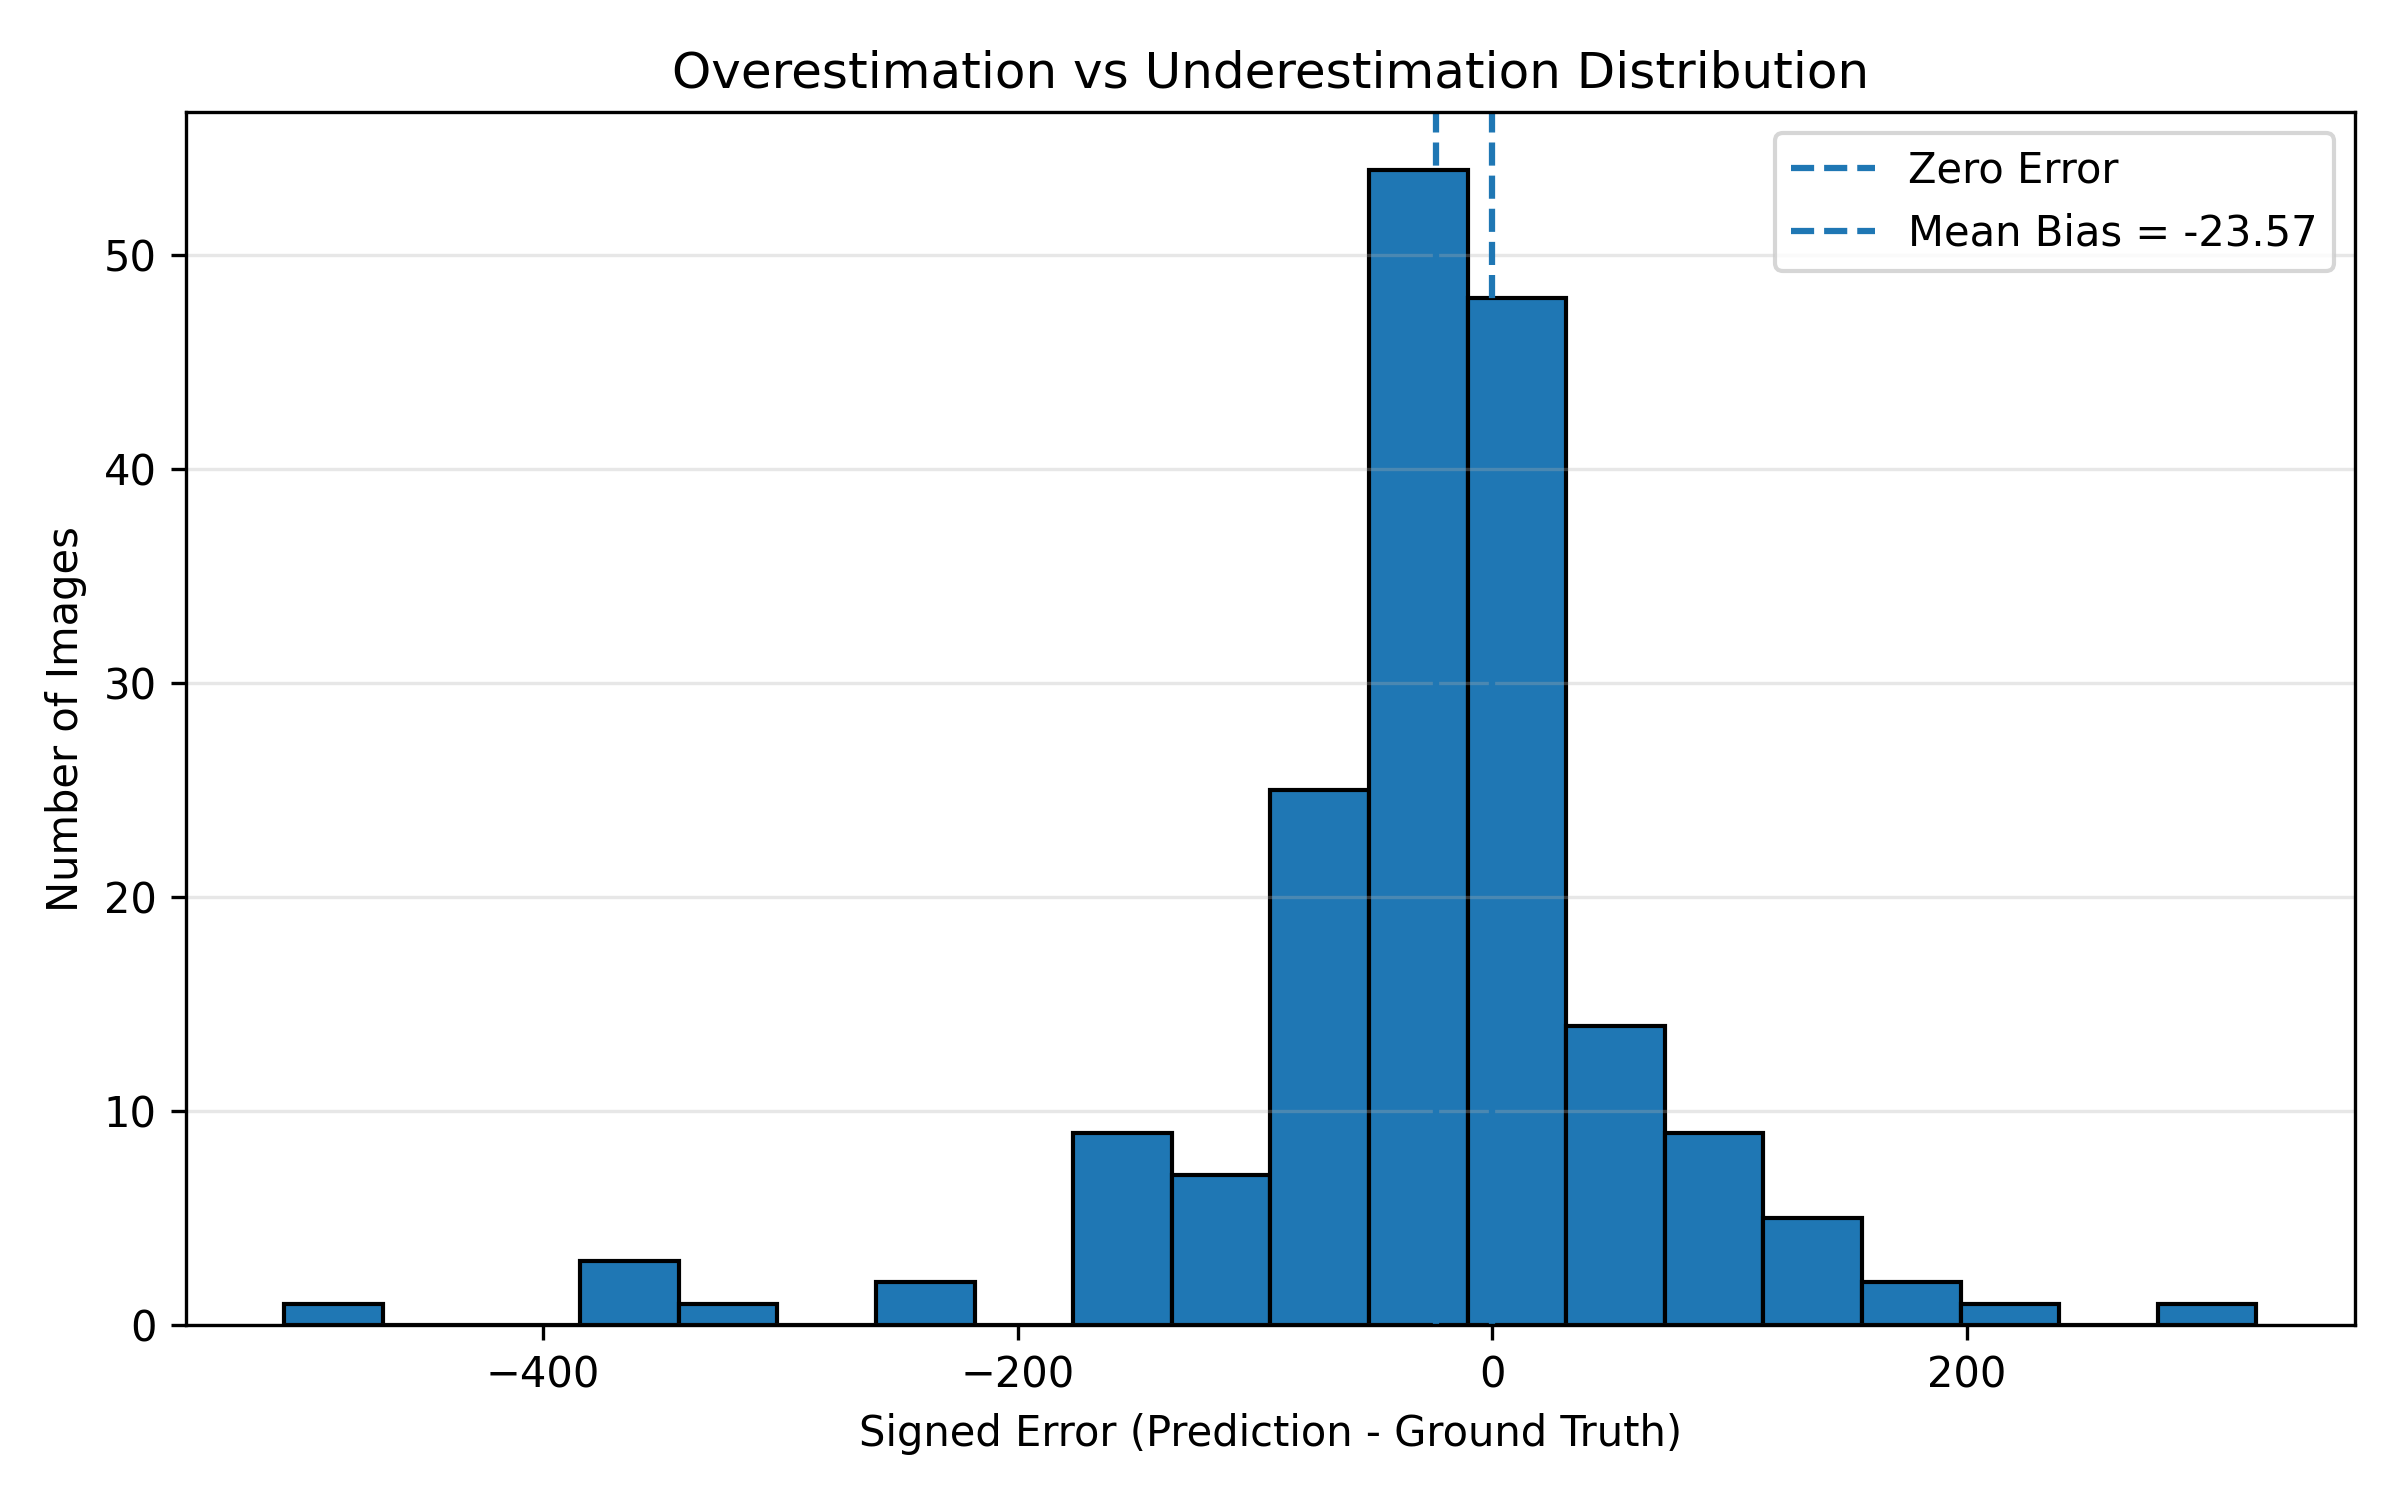 Overestimation vs Underestimation Distribution
Zero Error
Mean Bias = -23.57
Number of Images
50
40
30
20
10
0
−400
−200
0
200
Signed Error (Prediction - Ground Truth)